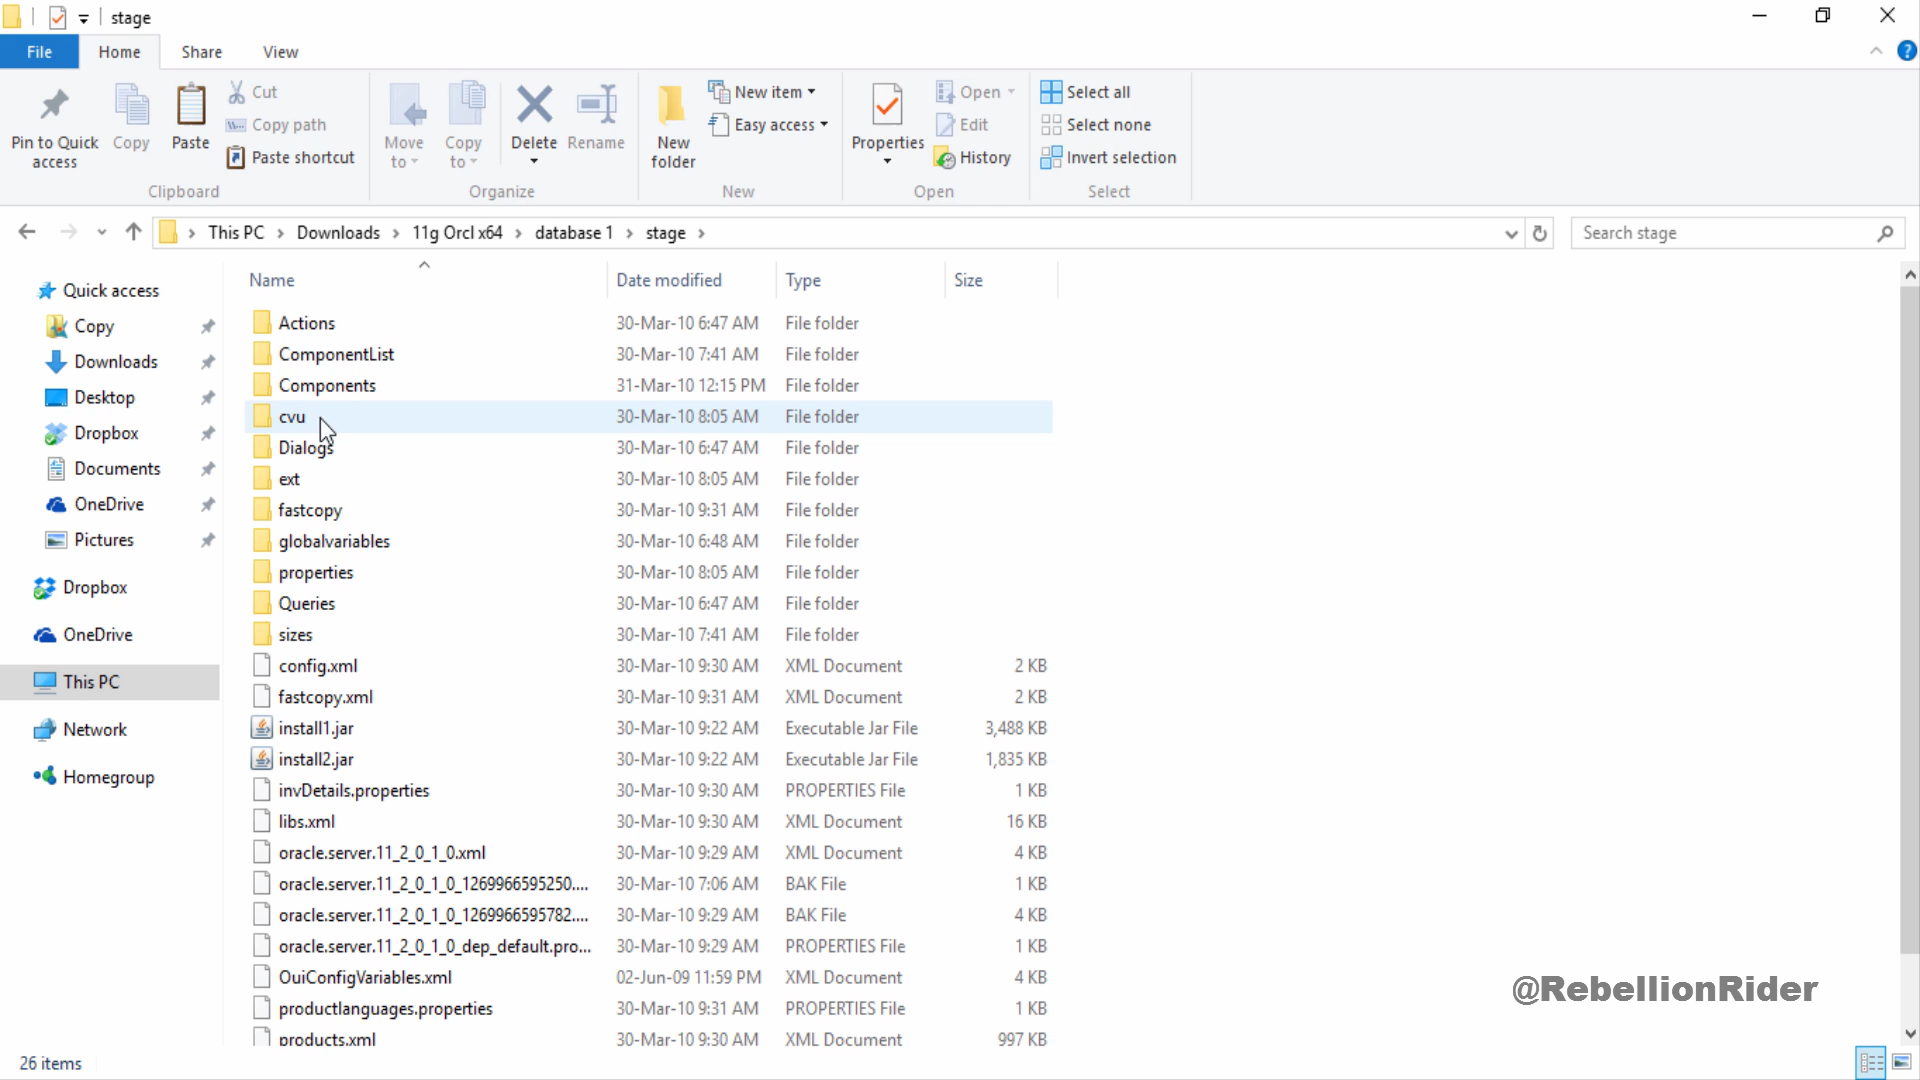 stage
File Home Share View
Pin to Quick access
Copy
Paste
Cut
Copy path
Paste shortcut
Clipboard
Move to
Copy to
Delete
Rename
Organize
New folder
New item
Easy access
New
Properties
Open
Edit
History
Open
Select all
Select none
Invert selection
Select
This PC > Downloads > 11g Orcl x64 > database 1 > stage >
Search stage
Quick access
Copy
Downloads
Desktop
Dropbox
Documents
OneDrive
Pictures
Dropbox
OneDrive
This PC
Network
Homegroup
Name Date modified Type Size
Actions 30-Mar-10 6:47 AM File folder
ComponentList 30-Mar-10 7:41 AM File folder
Components 31-Mar-10 12:15 PM File folder
cvu 30-Mar-10 8:05 AM File folder
Dialogs 30-Mar-10 6:47 AM File folder
ext 30-Mar-10 8:05 AM File folder
fastcopy 30-Mar-10 9:31 AM File folder
globalvariables 30-Mar-10 6:48 AM File folder
properties 30-Mar-10 8:05 AM File folder
Queries 30-Mar-10 6:47 AM File folder
sizes 30-Mar-10 7:41 AM File folder
config.xml 30-Mar-10 9:30 AM XML Document 2 KB
fastcopy.xml 30-Mar-10 9:31 AM XML Document 2 KB
install1.jar 30-Mar-10 9:22 AM Executable Jar File 3,488 KB
install2.jar 30-Mar-10 9:22 AM Executable Jar File 1,835 KB
invDetails.properties 30-Mar-10 9:30 AM PROPERTIES File 1 KB
libs.xml 30-Mar-10 9:30 AM XML Document 16 KB
oracle.server.11_2_0_1_0.xml 30-Mar-10 9:29 AM XML Document 4 KB
oracle.server.11_2_0_1_0_1269966595250.... 30-Mar-10 7:06 AM BAK File 1 KB
oracle.server.11_2_0_1_0_1269966595782.... 30-Mar-10 9:29 AM BAK File 4 KB
oracle.server.11_2_0_1_0_dep_default.pro... 30-Mar-10 9:29 AM PROPERTIES File 1 KB
OuiConfigVariables.xml 02-Jun-09 11:59 PM XML Document 4 KB
productlanguages.properties 30-Mar-10 9:31 AM PROPERTIES File 1 KB
products.xml 30-Mar-10 9:30 AM XML Document 997 KB
@RebellionRider
26 items